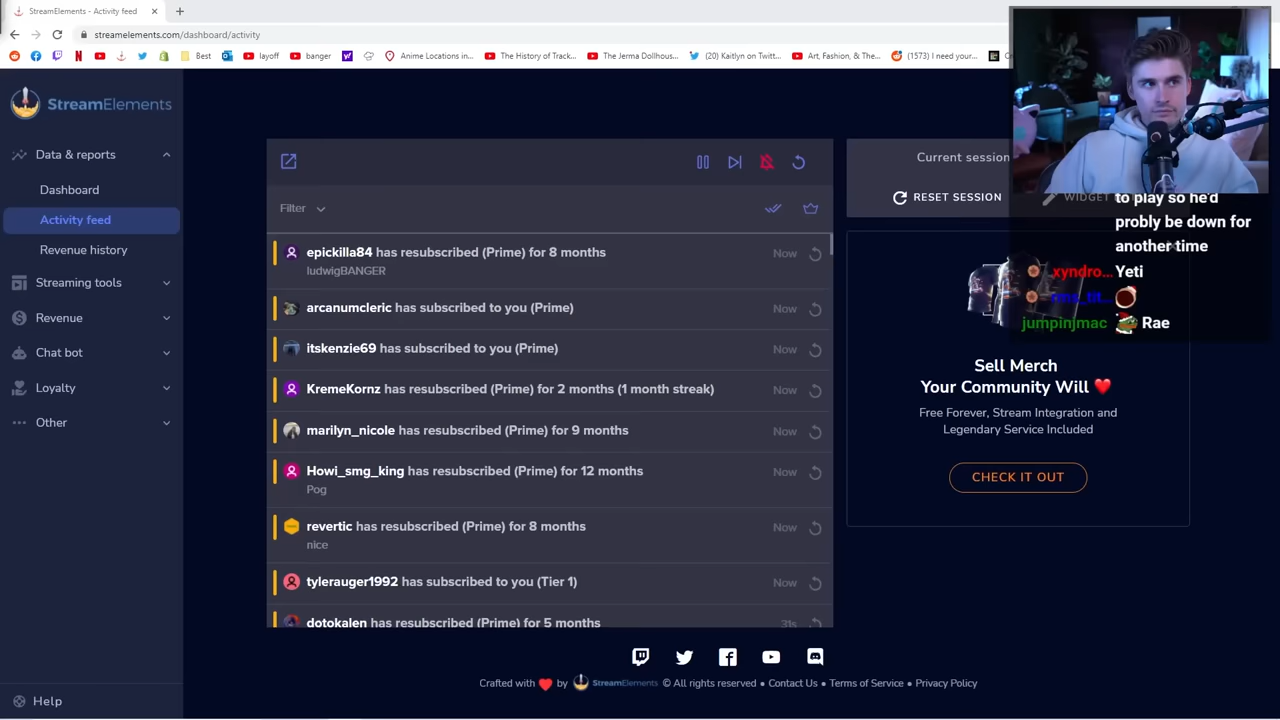 StreamElements - Activity feed
streamelements.com/dashboard/activity
Best
layoff
banger
Anime Locations in...
The History of Track...
The Jerma Dollhous...
(20) Kaitlyn on Twitt...
Art, Fashion, & The...
(1573) I need your...
StreamElements
Data & reports
Dashboard
Activity feed
Revenue history
Streaming tools
Revenue
Chat bot
Loyalty
Other
Help
Filter
epickilla84 has resubscribed (Prime) for 8 months
Now
ludwigBANGER
arcanumcleric has subscribed to you (Prime)
Now
itskenzie69 has subscribed to you (Prime)
Now
KremeKornz has resubscribed (Prime) for 2 months (1 month streak)
Now
marilyn_nicole has resubscribed (Prime) for 9 months
Now
Howi_smg_king has resubscribed (Prime) for 12 months
Now
Pog
revertic has resubscribed (Prime) for 8 months
Now
nice
tylerauger1992 has subscribed to you (Tier 1)
Now
dotokalen has resubscribed (Prime) for 5 months
31s
Current session
RESET SESSION
WIDGET
to play so he'd
probly be down for
another time
xyndro... Yeti
jumpinjmac Rae
Sell Merch
Your Community Will
Free Forever, Stream Integration and
Legendary Service Included
CHECK IT OUT
Crafted with by StreamElements © All rights reserved • Contact Us • Terms of Service • Privacy Policy